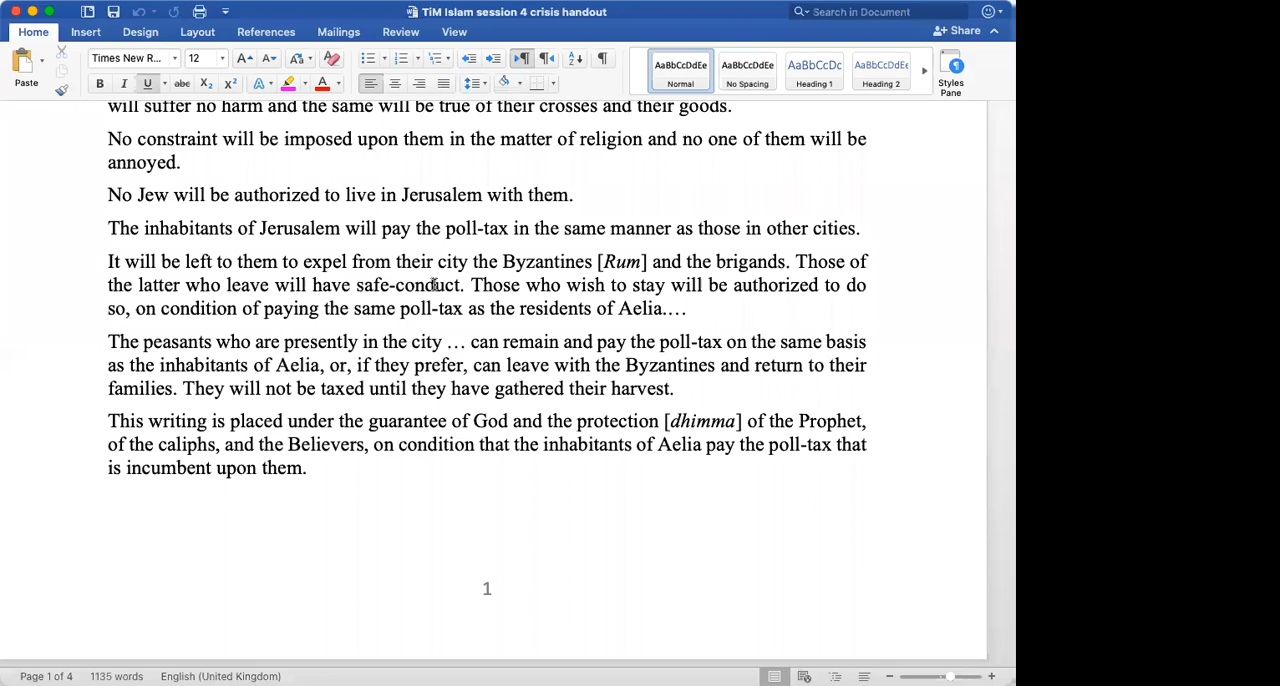 TiM Islam session 4 crisis handout
Search in Document
Home Insert Design Layout References Mailings Review View
Share
Paste
Times New R... 12
B I U abc X₂ X² A A
AaBbCcDdEe AaBbCcDdEe AaBbCcDc AaBbCcDdEe
Normal No Spacing Heading 1 Heading 2
Styles
Pane
will suffer no harm and the same will be true of their crosses and their goods.
No constraint will be imposed upon them in the matter of religion and no one of them will be
annoyed.
No Jew will be authorized to live in Jerusalem with them.
The inhabitants of Jerusalem will pay the poll-tax in the same manner as those in other cities.
It will be left to them to expel from their city the Byzantines [Rum] and the brigands. Those of
the latter who leave will have safe-conduct. Those who wish to stay will be authorized to do
so, on condition of paying the same poll-tax as the residents of Aelia....
The peasants who are presently in the city ... can remain and pay the poll-tax on the same basis
as the inhabitants of Aelia, or, if they prefer, can leave with the Byzantines and return to their
families. They will not be taxed until they have gathered their harvest.
This writing is placed under the guarantee of God and the protection [dhimma] of the Prophet,
of the caliphs, and the Believers, on condition that the inhabitants of Aelia pay the poll-tax that
is incumbent upon them.
1
Page 1 of 4 1135 words English (United Kingdom)